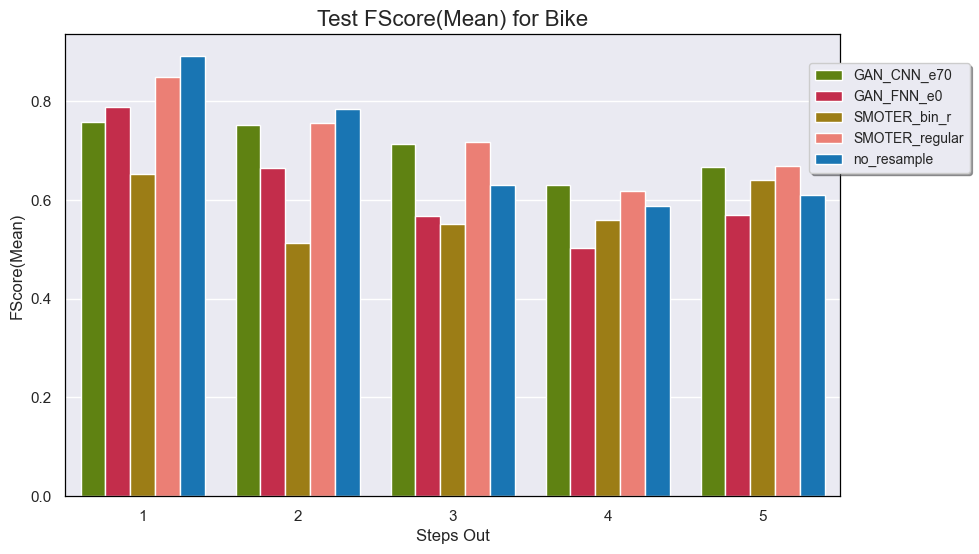 Test FScore(Mean) for Bike
FScore(Mean)
0.8
0.6
0.4
0.2
0.0
1 2 3 4 5
Steps Out
GAN_CNN_e70
GAN_FNN_e0
SMOTER_bin_r
SMOTER_regular
no_resample